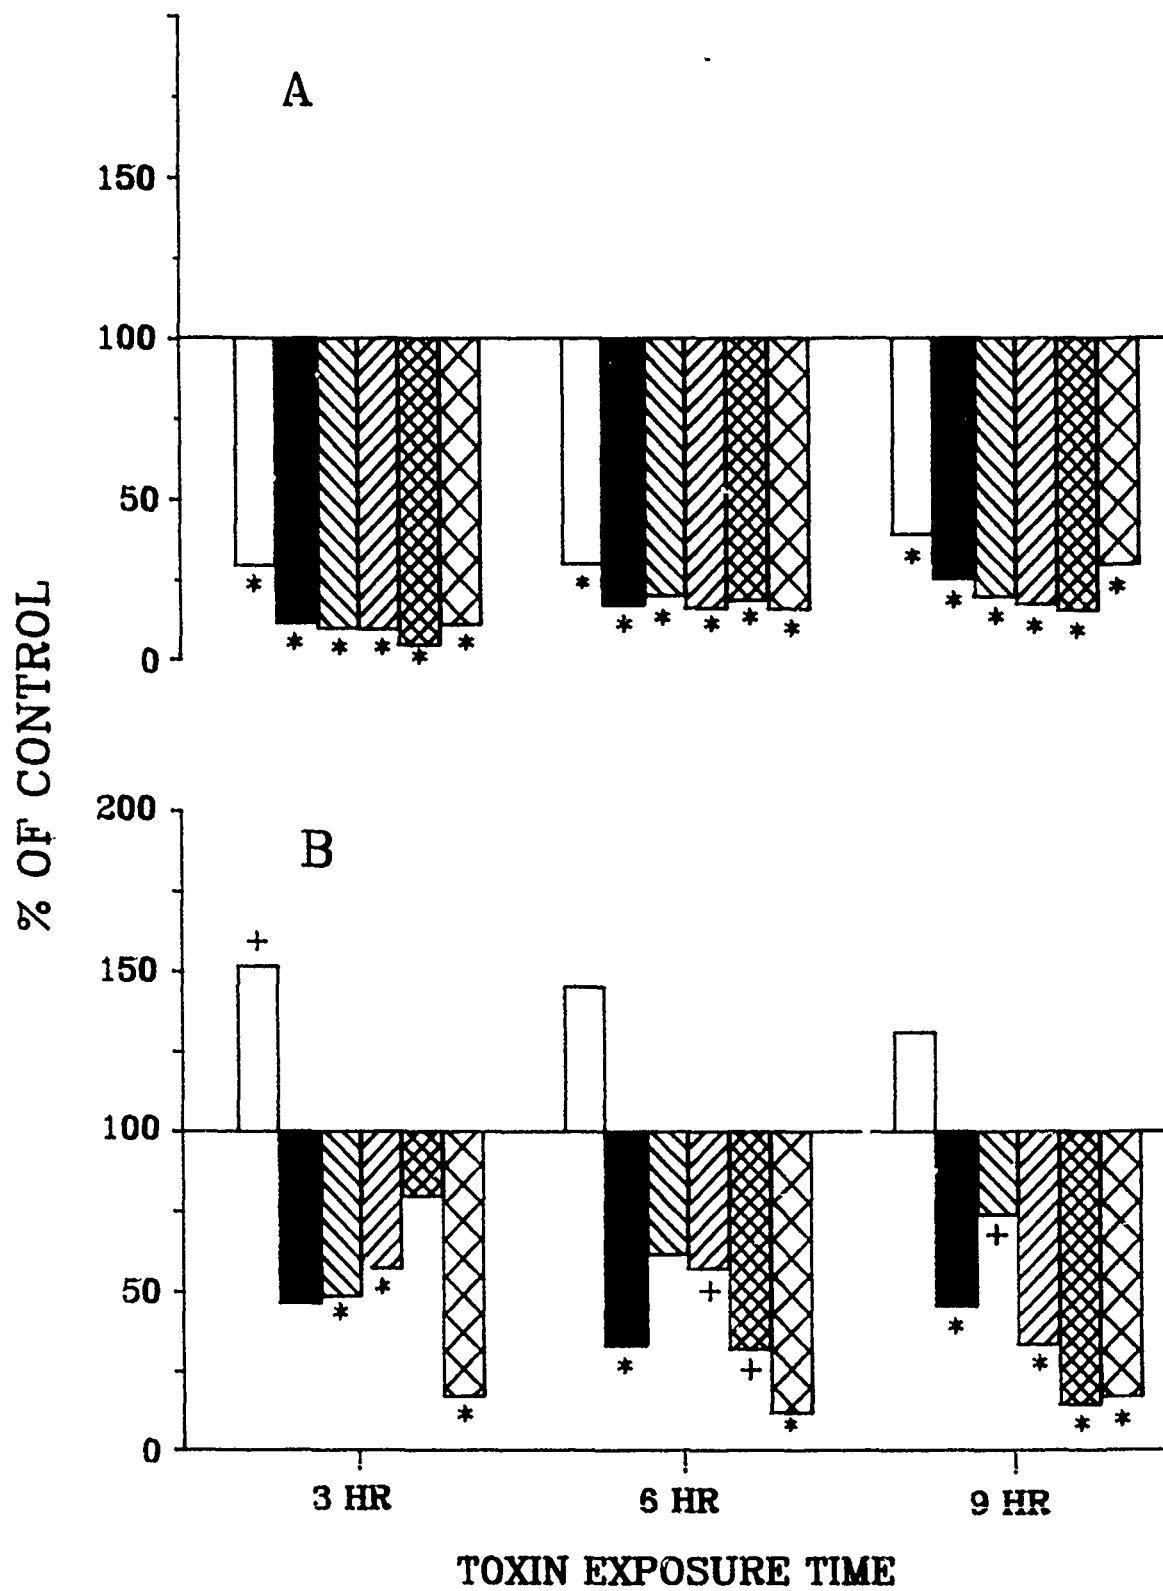 A
150
100
50
* * * * * * * * * * * * * * * * * *
0
% OF CONTROL
200
B
+
150
100
+
50
* * + * * *
+
* * * *
0
3 HR 6 HR 9 HR
TOXIN EXPOSURE TIME